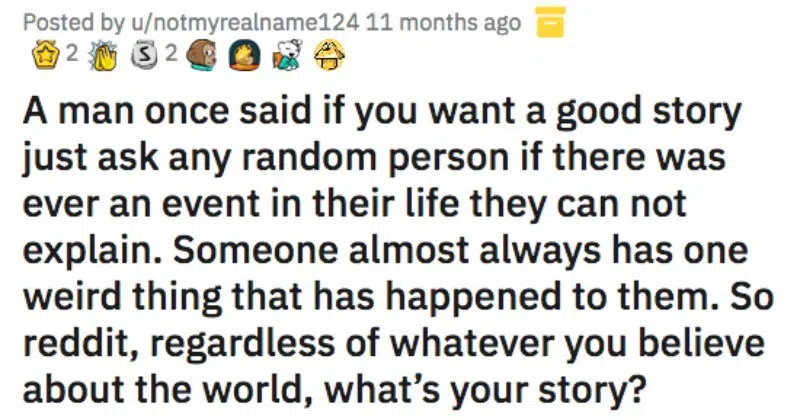 Posted by u/notmyrealname124 11 months ago
2 S 2
A man once said if you want a good story
just ask any random person if there was
ever an event in their life they can not
explain. Someone almost always has one
weird thing that has happened to them. So
reddit, regardless of whatever you believe
about the world, what's your story?